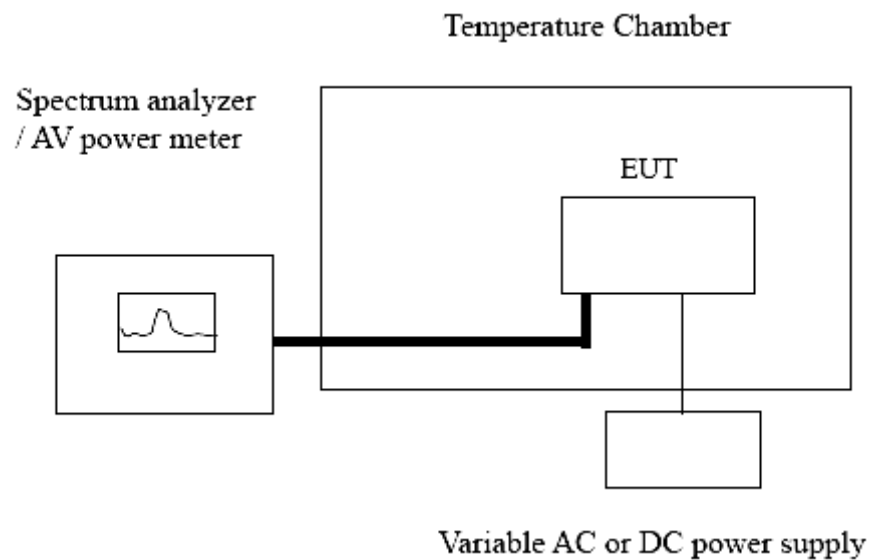 Temperature Chamber
Spectrum analyzer
/ AV power meter
EUT
Variable AC or DC power supply